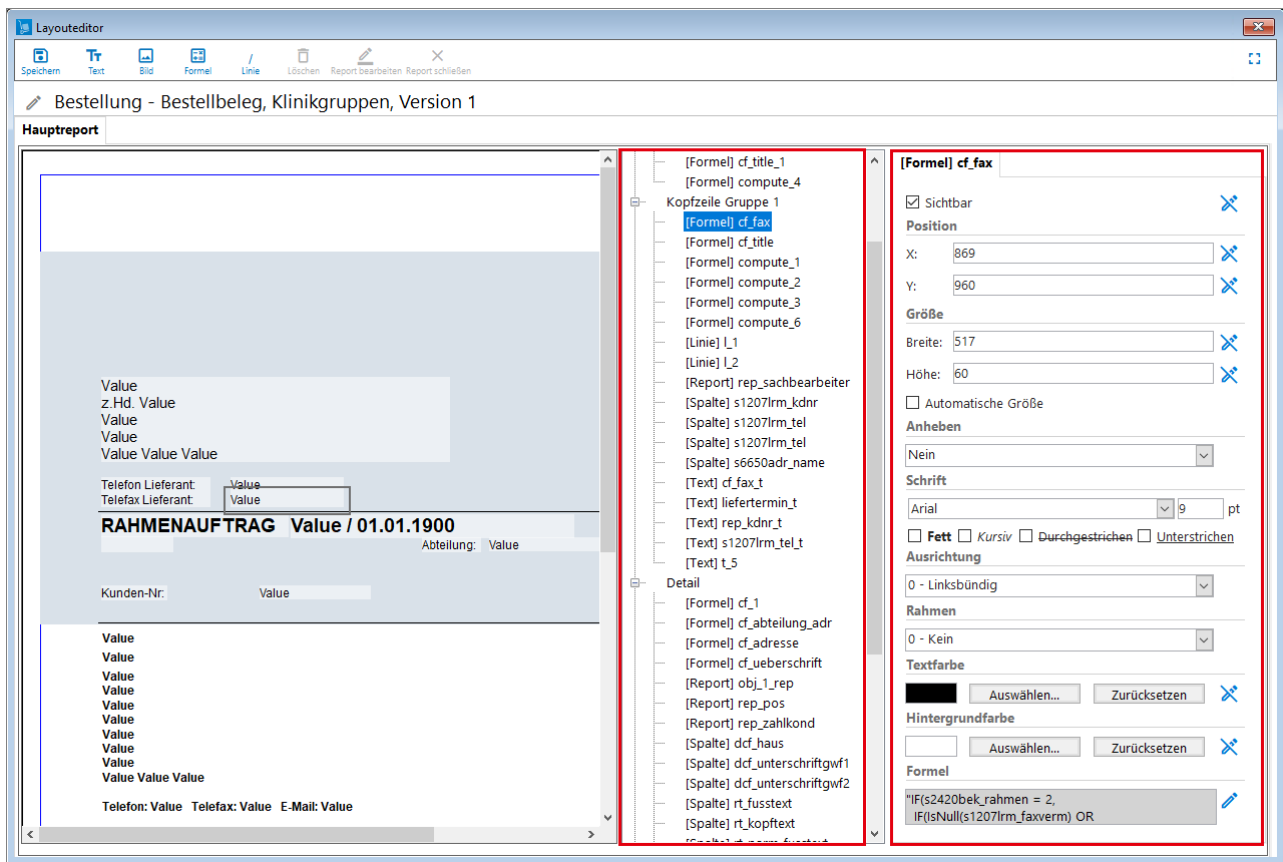 Layouteditor
Speichern Text Bild Formel Linie Löschen Report bearbeiten Report schließen
Bestellung - Bestellbeleg, Klinikgruppen, Version 1
Hauptreport
Value
z.Hd. Value
Value
Value
Value Value Value
Telefon Lieferant: Value
Telefax Lieferant: Value
RAHMENAUFTRAG Value / 01.01.1900
Abteilung: Value
Kunden-Nr: Value
Value
Value
Value
Value
Value
Value
Value
Value
Value
Value Value Value
Telefon: Value Telefax: Value E-Mail: Value
[Formel] cf_title_1
[Formel] compute_4
Kopfzeile Gruppe 1
[Formel] cf_fax
[Formel] cf_title
[Formel] compute_1
[Formel] compute_2
[Formel] compute_3
[Formel] compute_6
[Linie] l_1
[Linie] l_2
[Report] rep_sachbearbeiter
[Spalte] s1207lrm_kdnr
[Spalte] s1207lrm_tel
[Spalte] s1207lrm_tel
[Spalte] s6650adr_name
[Text] cf_fax_t
[Text] liefertermin_t
[Text] rep_kdnr_t
[Text] s1207lrm_tel_t
[Text] t_5
Detail
[Formel] cf_1
[Formel] cf_abteilung_adr
[Formel] cf_adresse
[Formel] cf_ueberschrift
[Report] obj_1_rep
[Report] rep_pos
[Report] rep_zahlkond
[Spalte] dcf_haus
[Spalte] dcf_unterschriftgwf1
[Spalte] dcf_unterschriftgwf2
[Spalte] rt_fusstext
[Spalte] rt_kopftext
[Formel] cf_fax
Sichtbar
Position
X: 869
Y: 960
Größe
Breite: 517
Höhe: 60
Automatische Größe
Anheben
Nein
Schrift
Arial 9 pt
Fett Kursiv Durchgestrichen Unterstrichen
Ausrichtung
0 - Linksbündig
Rahmen
0 - Kein
Textfarbe
Auswählen... Zurücksetzen
Hintergrundfarbe
Auswählen... Zurücksetzen
Formel
"IF(s2420bek_rahmen = 2,
IF(IsNull(s1207lrm_faxverm) OR